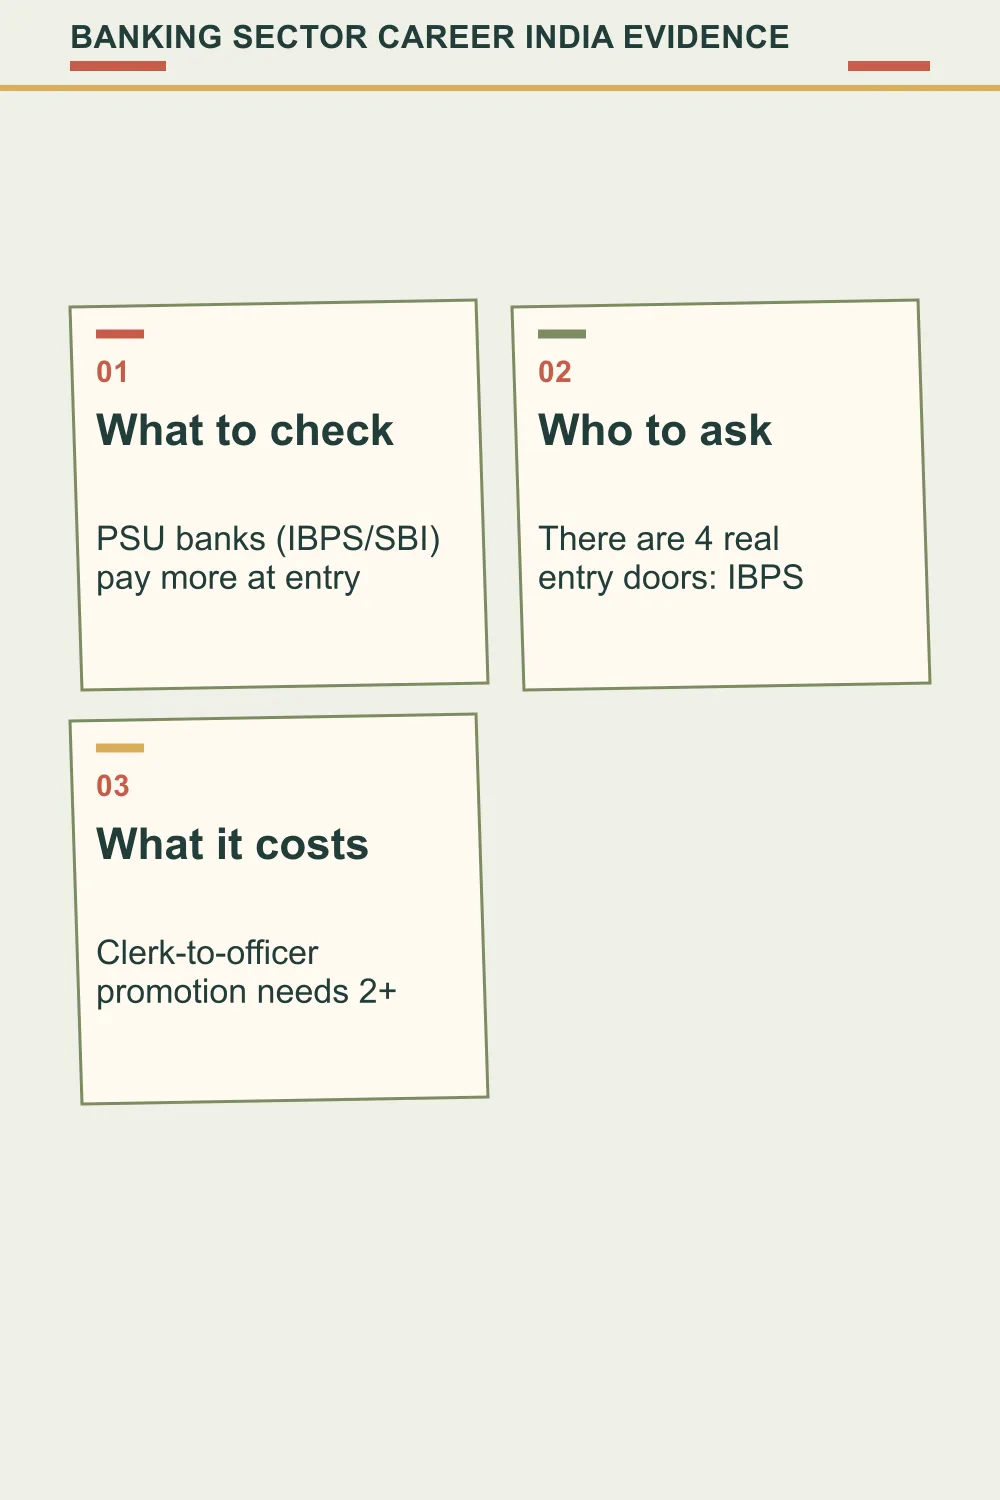 BANKING SECTOR CAREER INDIA EVIDENCE
01
What to check
PSU banks (IBPS/SBI)
pay more at entry
02
Who to ask
There are 4 real
entry doors: IBPS
03
What it costs
Clerk-to-officer
promotion needs 2+